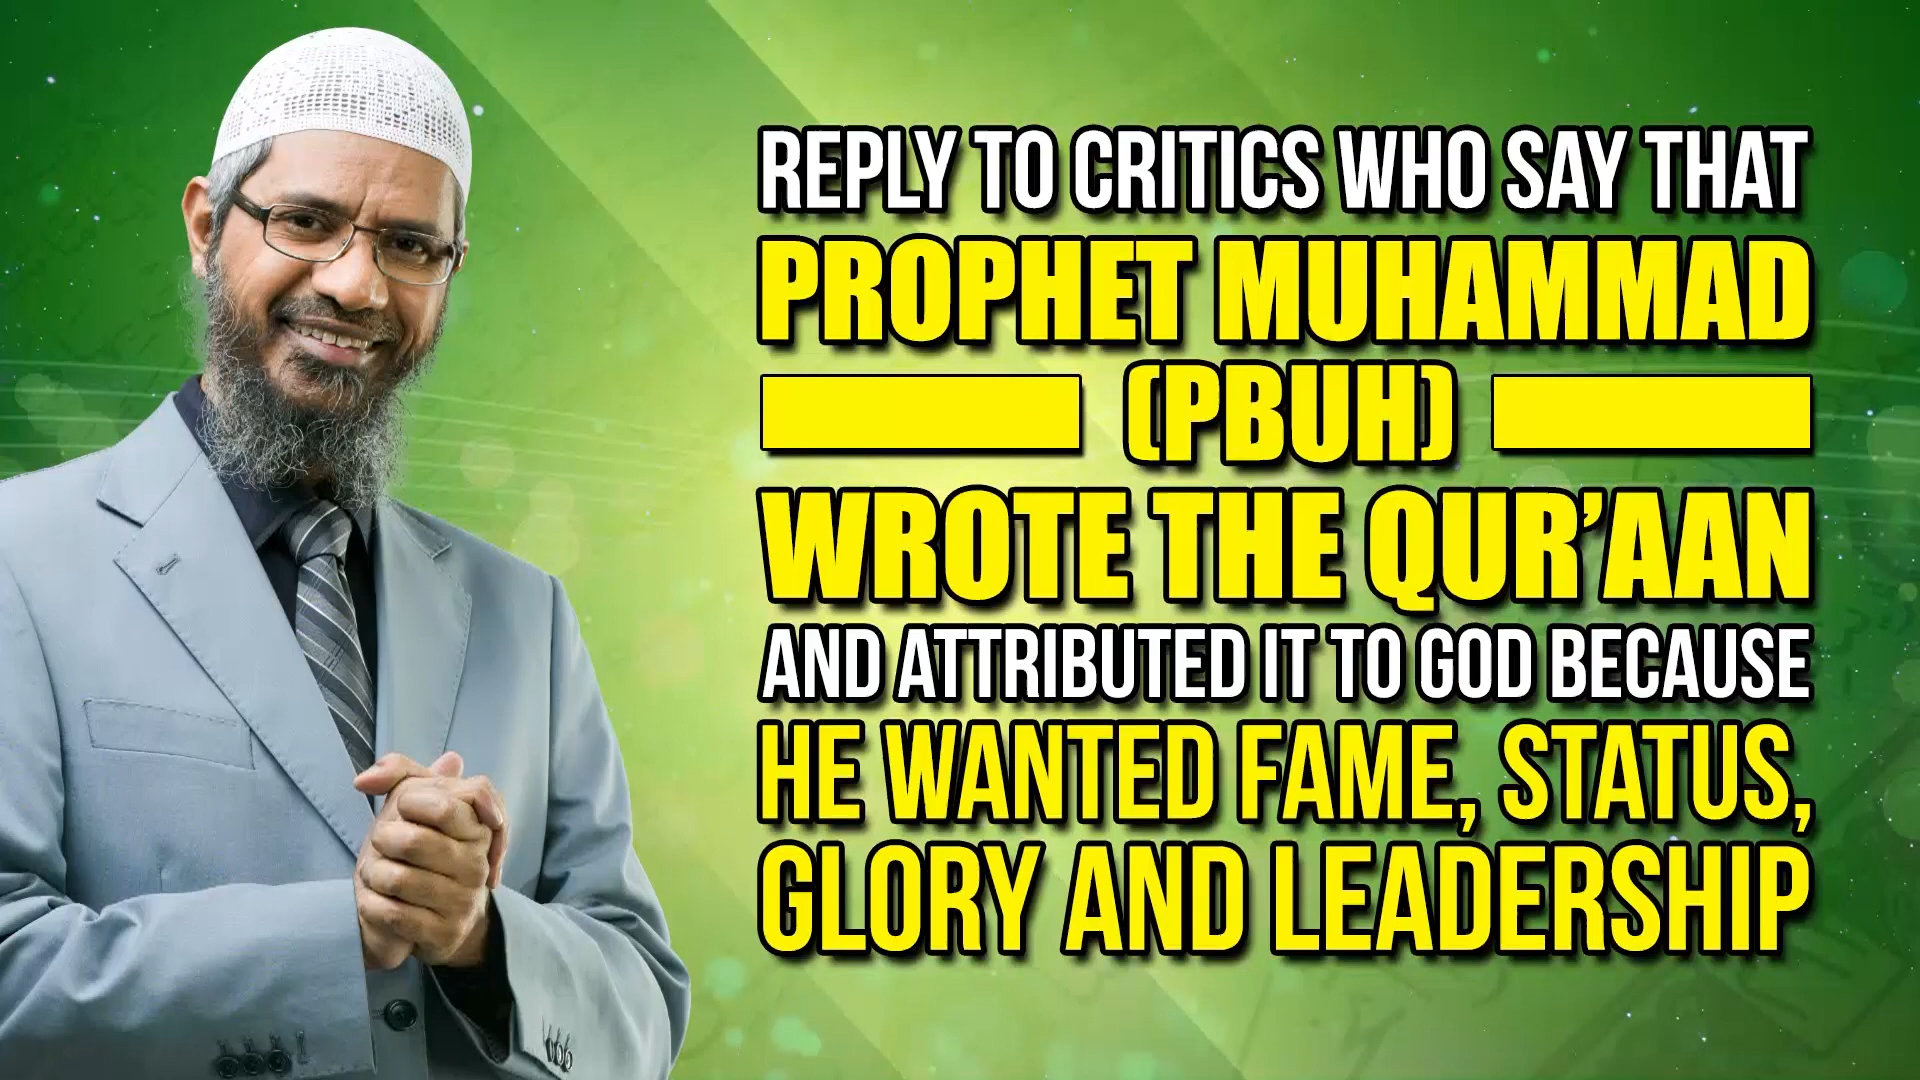 REPLY TO CRITICS WHO SAY THAT
PROPHET MUHAMMAD
(PBUH)
WROTE THE QUR'AAN
AND ATTRIBUTED IT TO GOD BECAUSE
HE WANTED FAME, STATUS,
GLORY AND LEADERSHIP